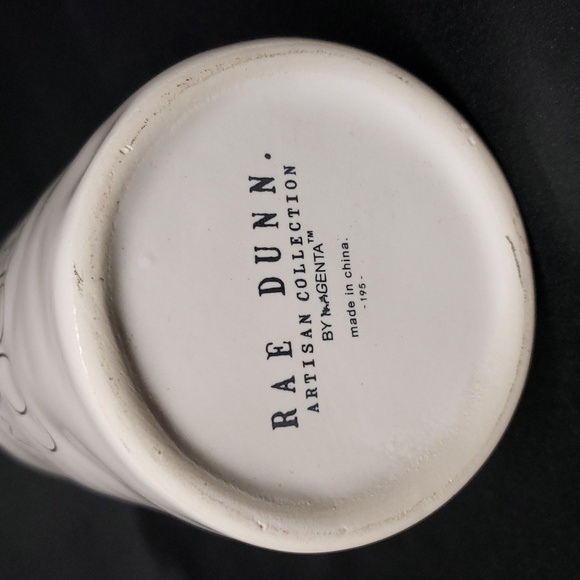 RAE DUNN.
ARTISAN COLLECTION
BY MAGENTA™
made in china.
- 195 -